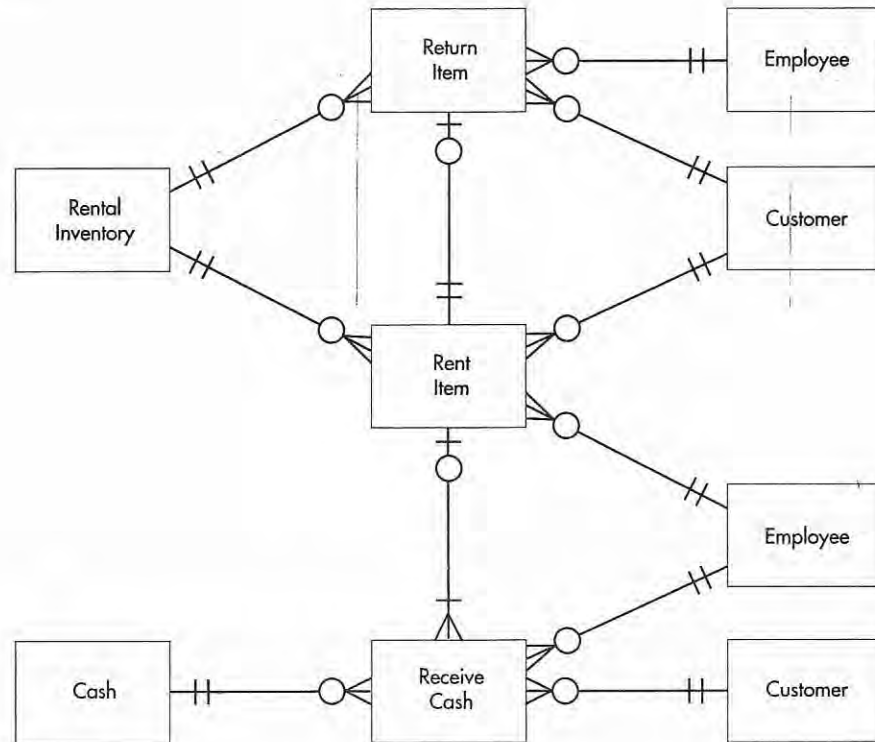 Return
Item
Employee
Rental
Inventory
Customer
Rent
Item
Employee
Cash
Receive
Cash
Customer